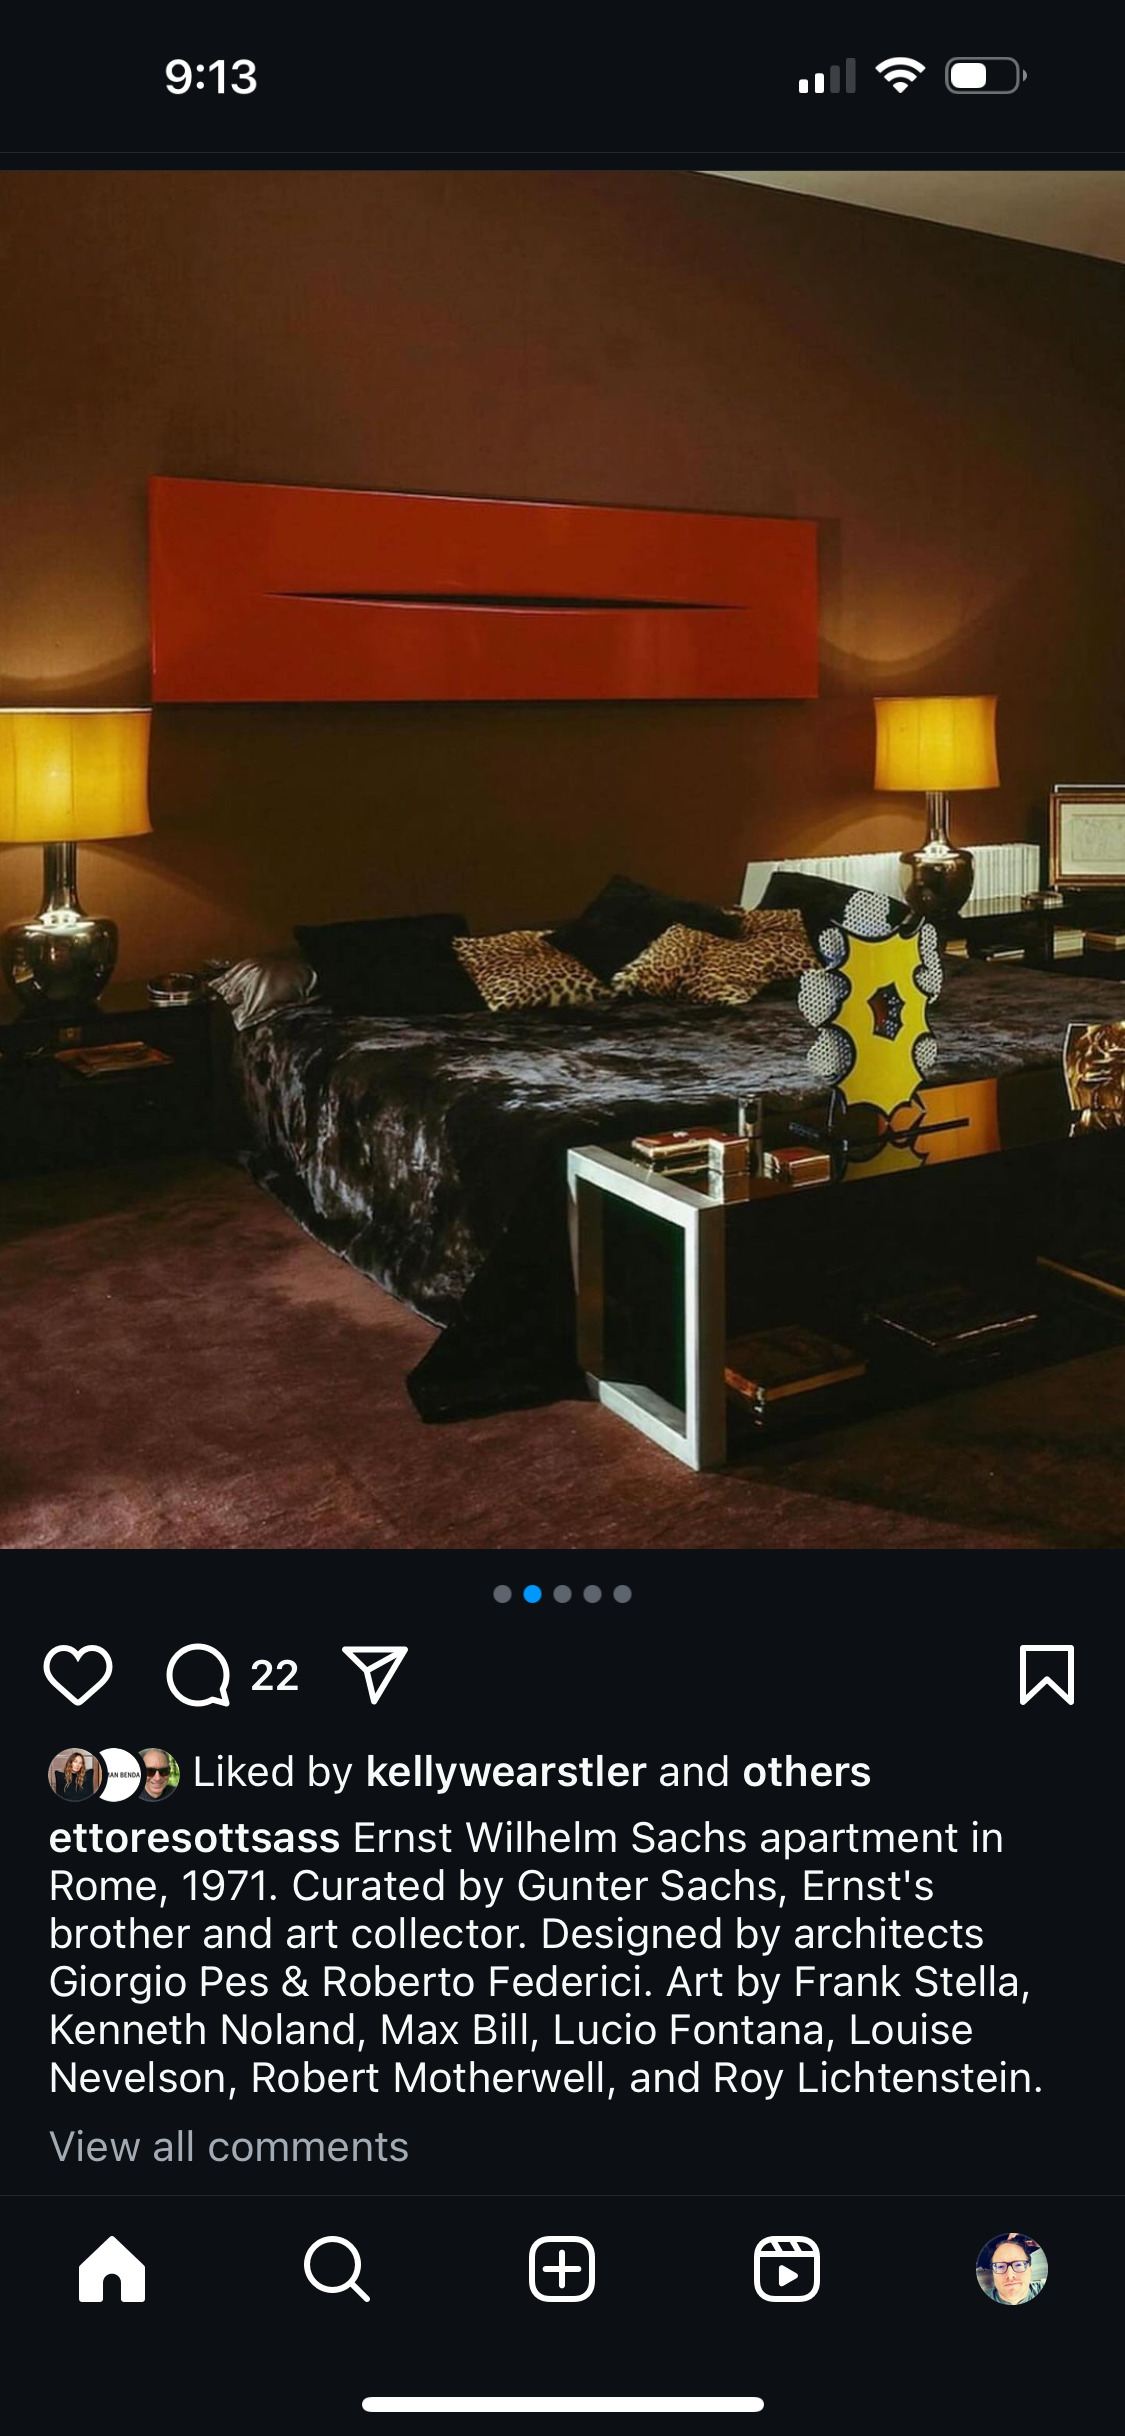 9:13
22
Liked by kellywearstler and others
ettoresottsass Ernst Wilhelm Sachs apartment in
Rome, 1971. Curated by Gunter Sachs, Ernst's
brother and art collector. Designed by architects
Giorgio Pes & Roberto Federici. Art by Frank Stella,
Kenneth Noland, Max Bill, Lucio Fontana, Louise
Nevelson, Robert Motherwell, and Roy Lichtenstein.
View all comments